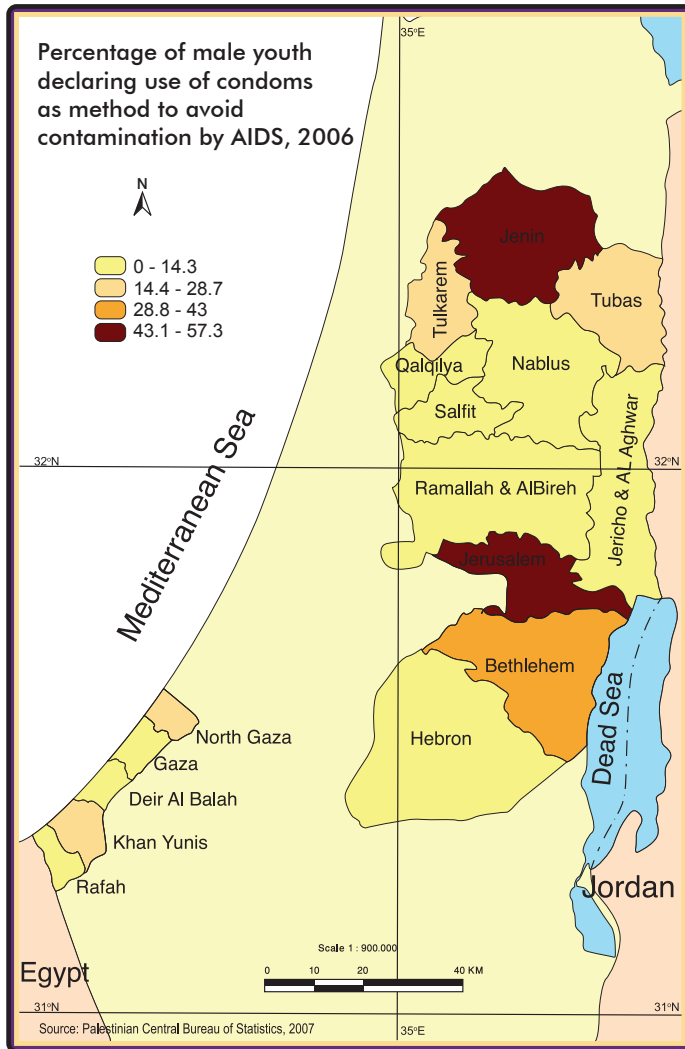 Percentage of male youth
declaring use of condoms
as method to avoid
contamination by AIDS, 2006
35°E
N
0 - 14.3
14.4 - 28.7
28.8 - 43
43.1 - 57.3
Jenin
Tulkarem
Tubas
Qalqilya
Nablus
Salfit
Jericho & AL Aghwar
Mediterranean Sea
32°N
32°N
Ramallah & AlBireh
Jerusalem
Bethlehem
Dead Sea
Hebron
North Gaza
Gaza
Deir Al Balah
Khan Yunis
Rafah
Jordan
Egypt
Scale 1 : 900.000
0 10 20 40 KM
31°N
31°N
Source: Palestinian Central Bureau of Statistics, 2007
35°E